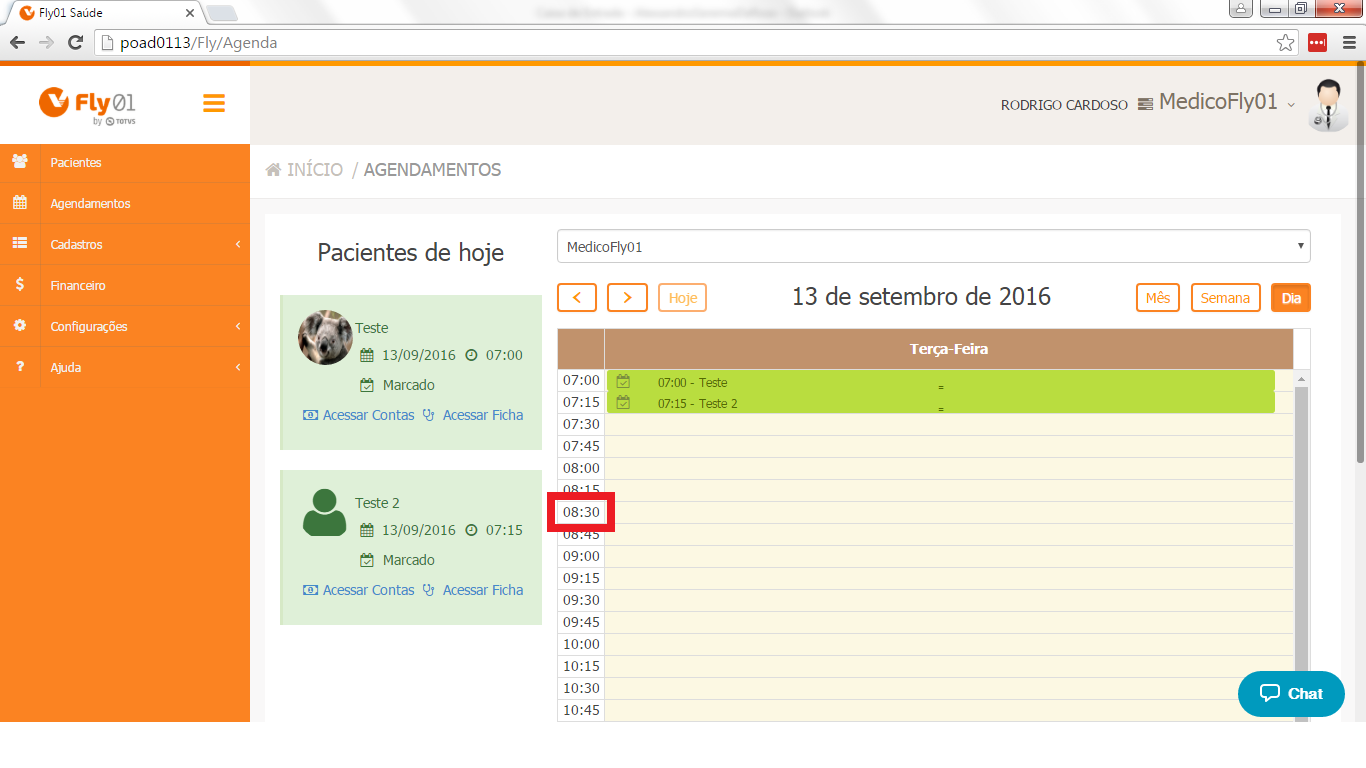 Fly01 Saúde
poad0113/Fly/Agenda
Fly01
by TOTVS
RODRIGO CARDOSO MedicoFly01
Pacientes
Agendamentos
Cadastros
Financeiro
Configurações
Ajuda
INÍCIO / AGENDAMENTOS
Pacientes de hoje
Teste
13/09/2016 07:00
Marcado
Acessar Contas Acessar Ficha
Teste 2
13/09/2016 07:15
Marcado
Acessar Contas Acessar Ficha
MedicoFly01
< > Hoje
13 de setembro de 2016
Mês Semana Dia
Terça-Feira
07:00 07:00 - Teste =
07:15 07:15 - Teste 2 =
07:30
07:45
08:00
08:15
08:30
08:45
09:00
09:15
09:30
09:45
10:00
10:15
10:30
10:45
Chat